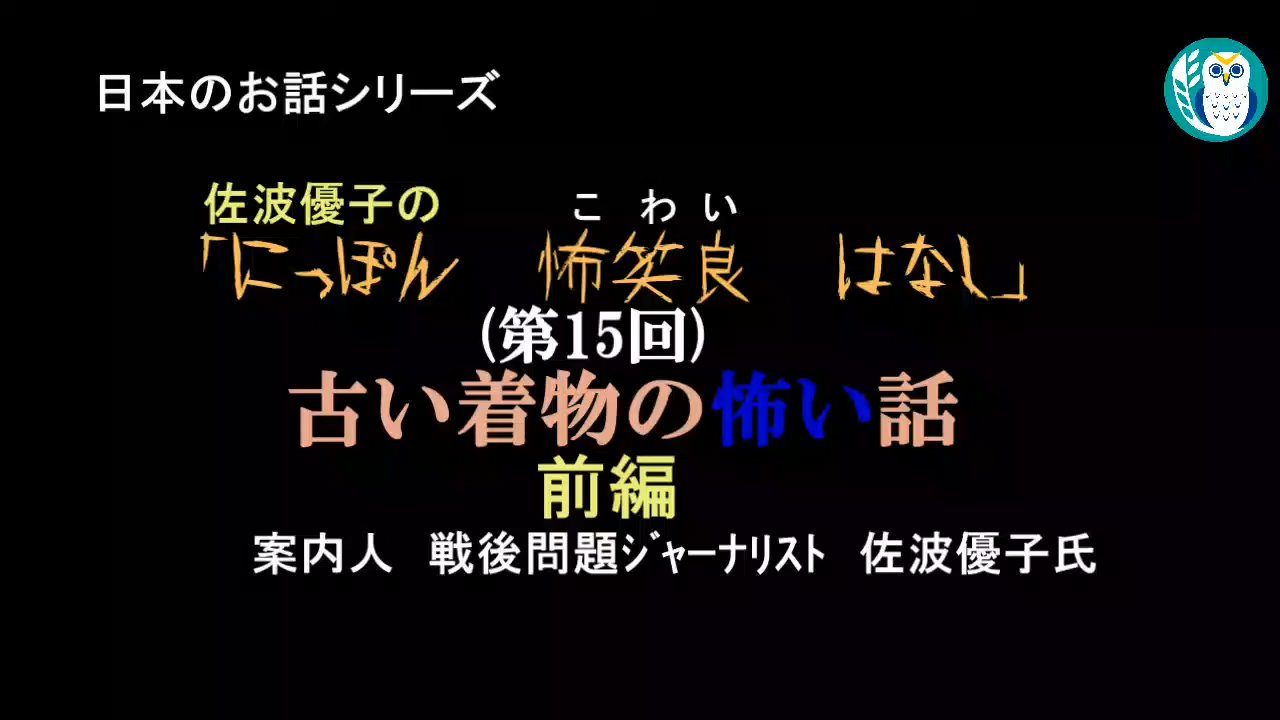 日本のお話シリーズ
佐波優子の
こ わ い
「にっぽん 怖笑良 はなし」
(第15回)
古い着物の怖い話
前編
案内人 戦後問題ｼﾞｬｰﾅﾘｽﾄ 佐波優子氏